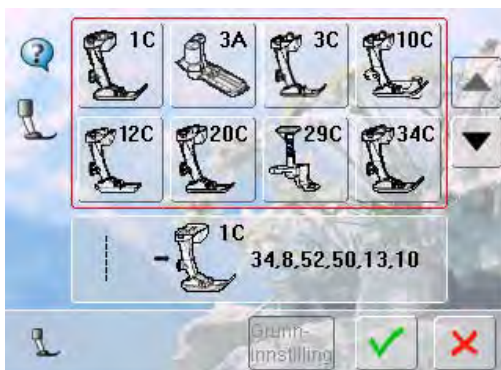 1C 3A 3C 10C
12C 20C 29C 34C
1C
34,8,52,50,13,10
Grunn-
innstilling